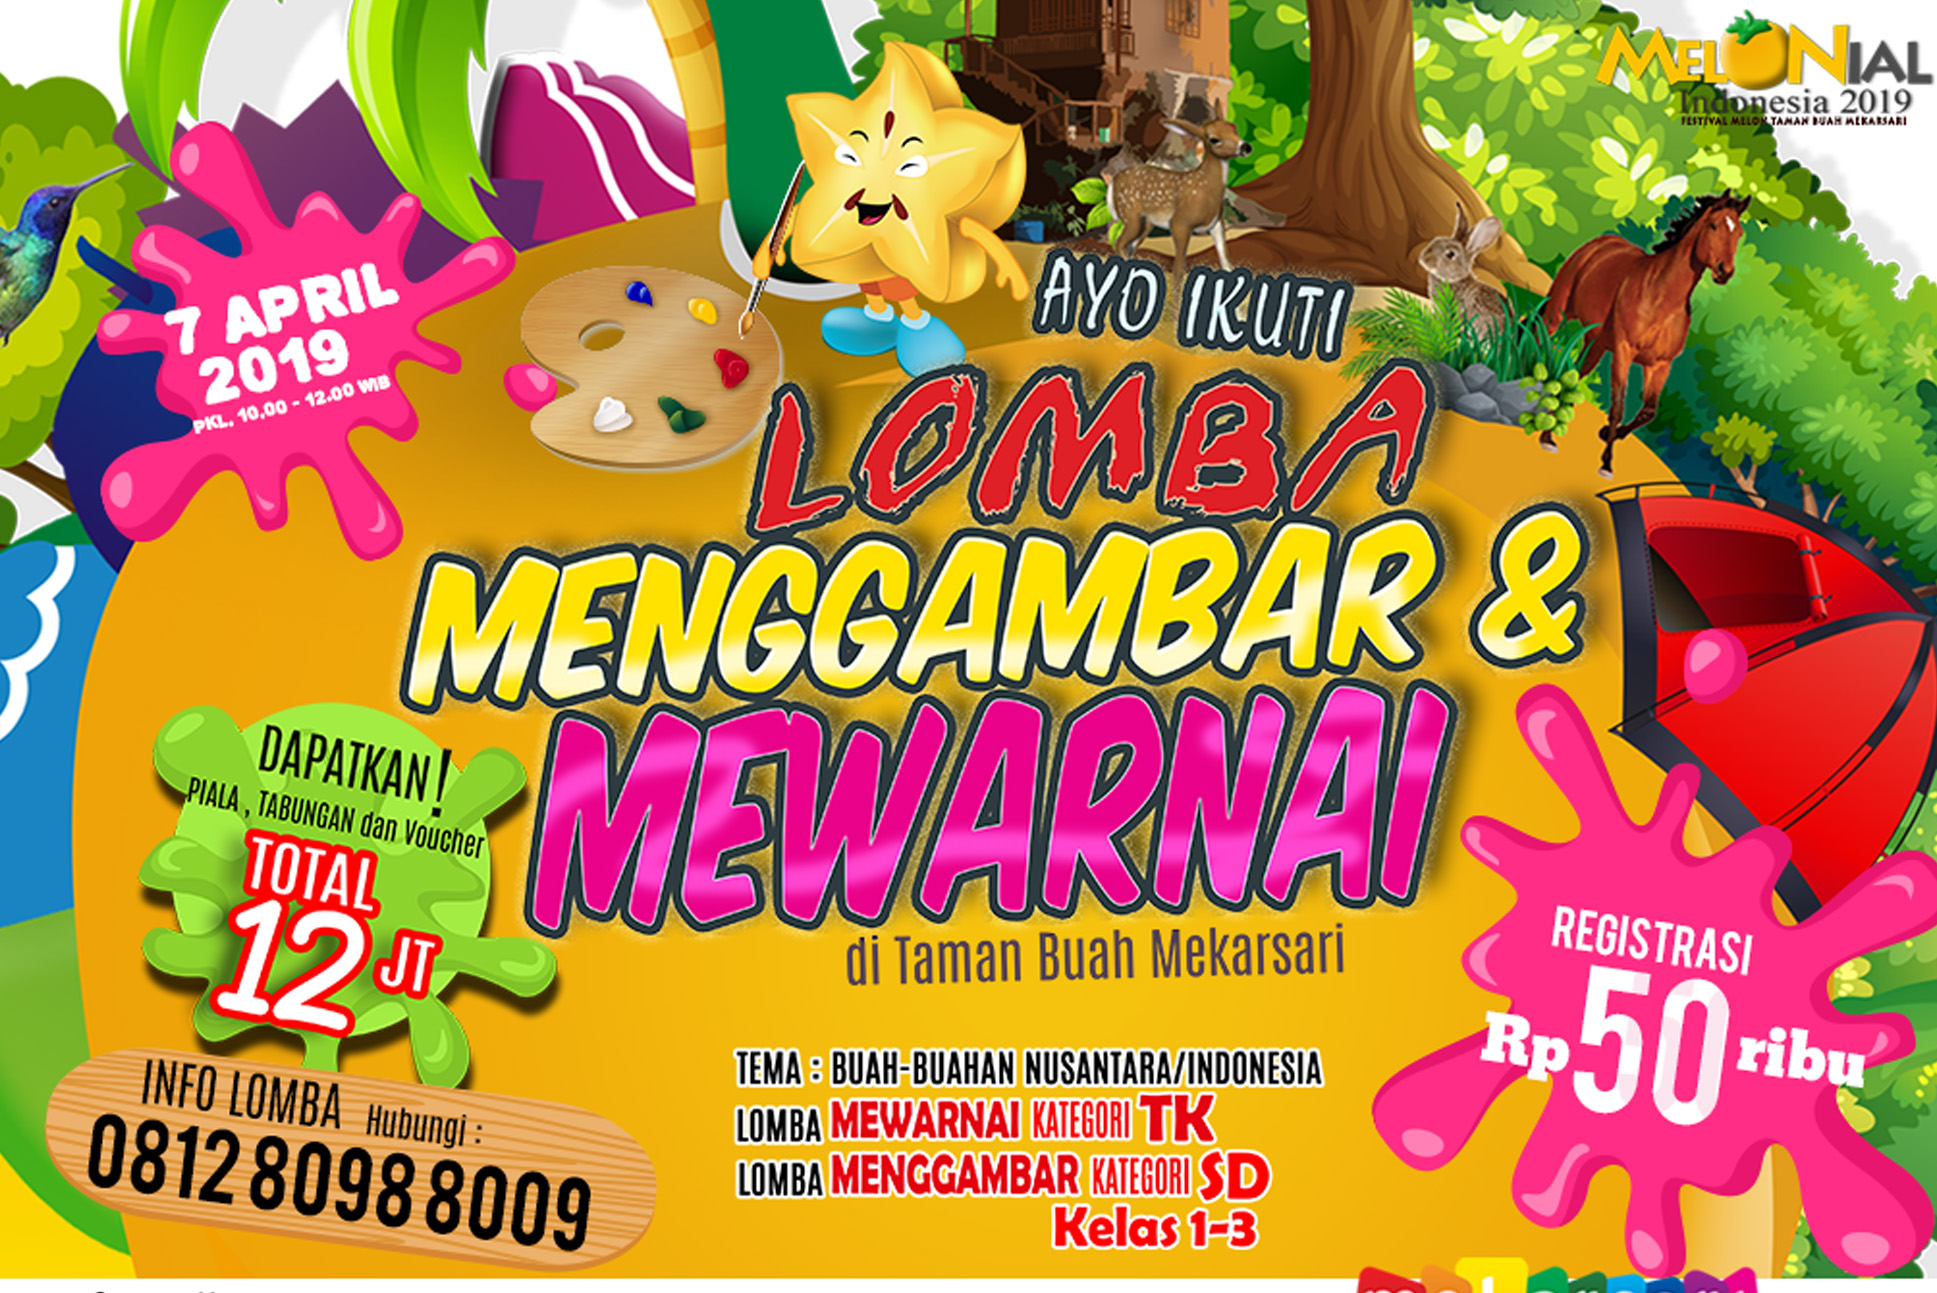 MELONIAL
Indonesia 2019
FESTIVAL MELON TAMAN BUAH MEKARSARI
7 APRIL
2019
PKL. 10,00 - 12.00 WIB
AYO IKUTI
LOMBA
MENGGAMBAR &
MEWARNAI
di Taman Buah Mekarsari
DAPATKAN!
PIALA , TABUNGAN dan Voucher
TOTAL
12 JT
REGISTRASI
Rp 50 ribu
INFO LOMBA Hubungi :
0812 8098 8009
TEMA : BUAH-BUAHAN NUSANTARA/INDONESIA
LOMBA MEWARNAI KATEGORI TK
LOMBA MENGGAMBAR KATEGORI SD
Kelas 1-3